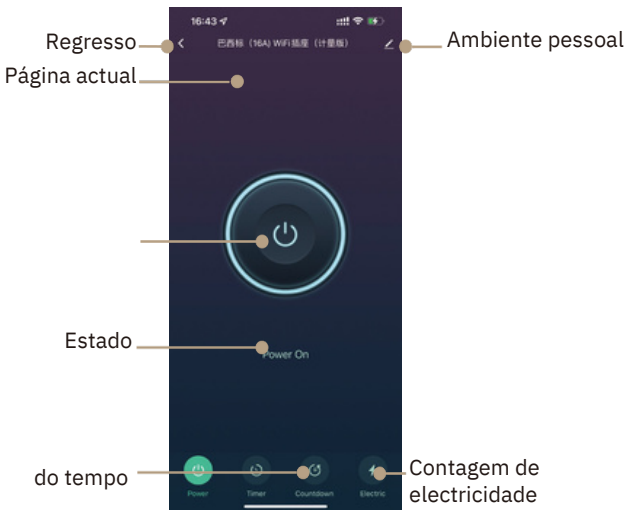 16:43
Regresso
巴西标（16A) WiFi插座（计量版）
Ambiente pessoal
Página actual
Estado
Power On
do tempo
Contagem de
electricidade
Power
Timer
Countdown
Electric